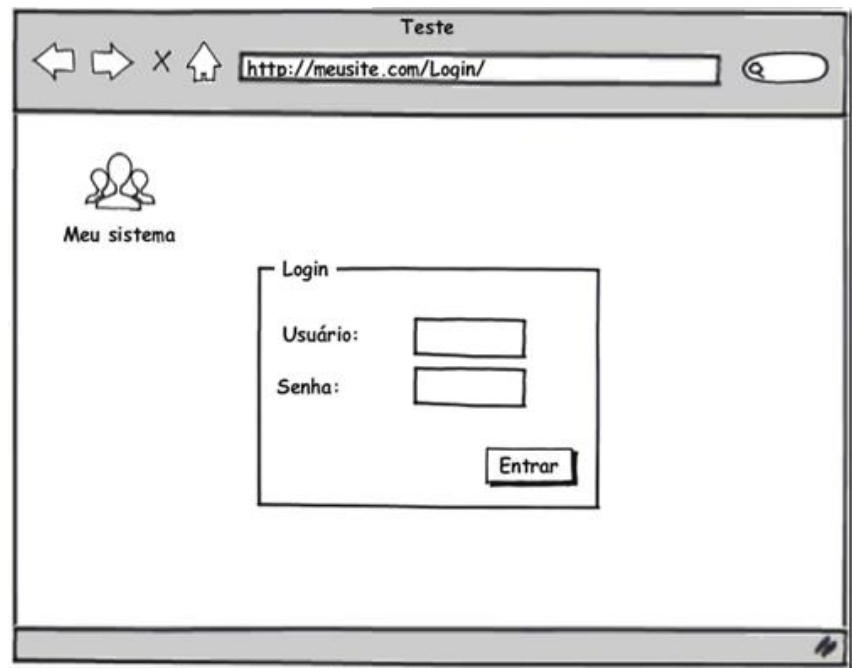 Teste
http://meusite.com/Login/
Meu sistema
Login
Usuário:
Senha:
Entrar